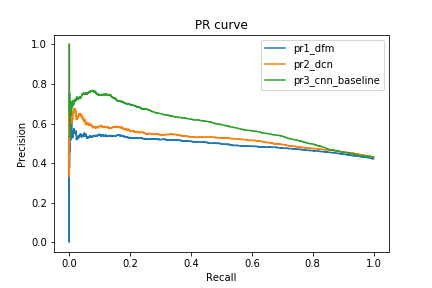 PR curve
pr1_dfm
pr2_dcn
pr3_cnn_baseline
1.0
0.8
0.6
0.4
0.2
0.0
Precision
0.0 0.2 0.4 0.6 0.8 1.0
Recall